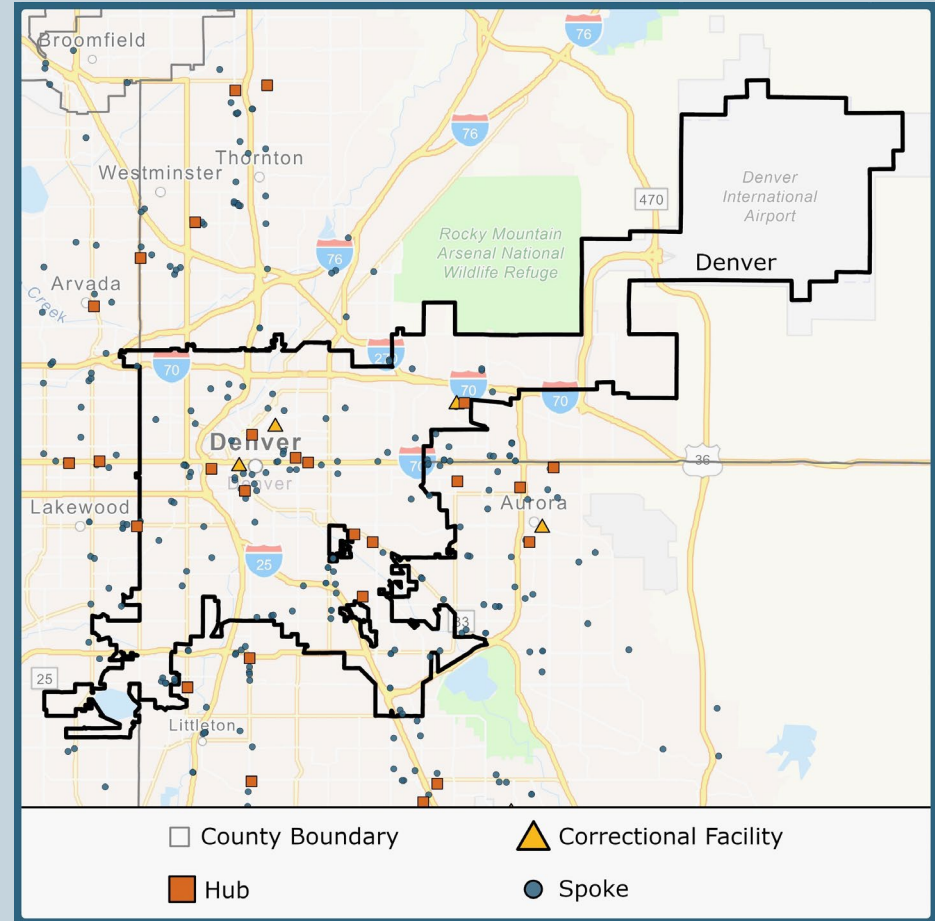 76
Broomfield
76
Thornton
Westminster
470
Denver
International
Airport
Rocky Mountain
Arsenal National
Wildlife Refuge
76
Denver
Arvada
Creek
27
70
70
70
Denver
36
70
Denver
Lakewood
Aurora
25
83
25
Littleton
County Boundary
Correctional Facility
Hub
Spoke